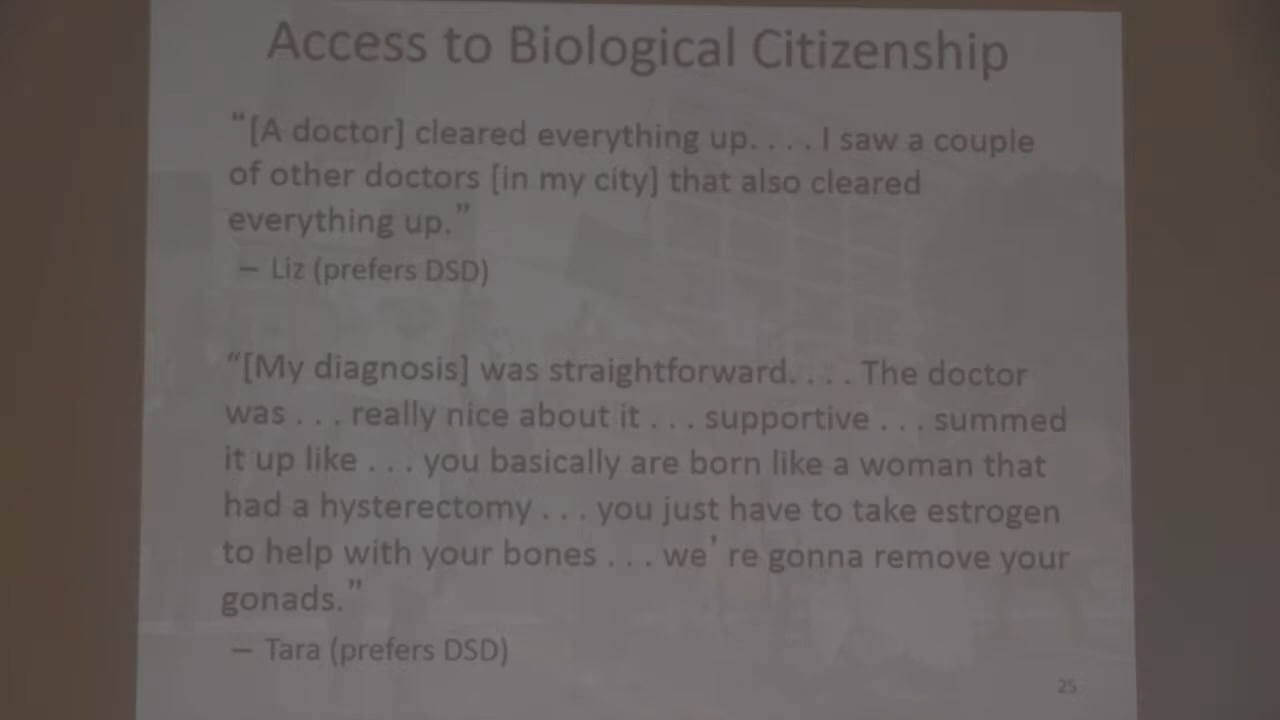 Access to Biological Citizenship
“[A doctor] cleared everything up. . . . I saw a couple
of other doctors [in my city] that also cleared
everything up.”
– Liz (prefers DSD)
“[My diagnosis] was straightforward. . . . The doctor
was . . . really nice about it . . . supportive . . . summed
it up like . . . you basically are born like a woman that
had a hysterectomy . . . you just have to take estrogen
to help with your bones . . . we’ re gonna remove your
gonads.”
– Tara (prefers DSD)
25